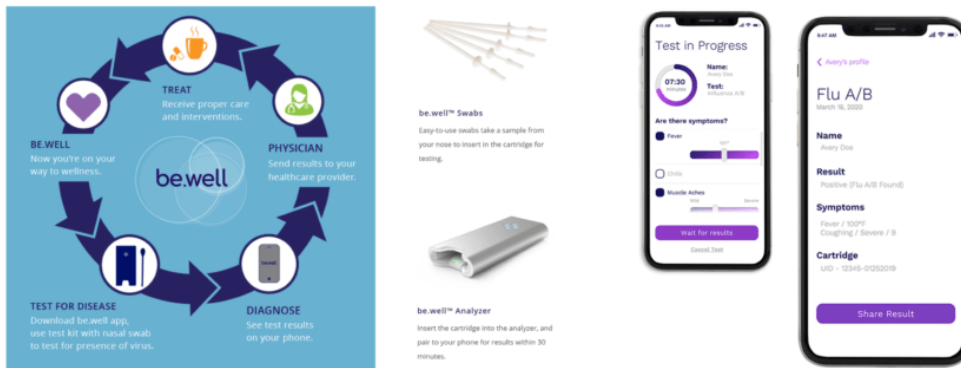 TREAT
Receive proper care
and interventions.
BE.WELL
Now you're on your
way to wellness.
be.well
PHYSICIAN
Send results to your
healthcare provider.
TEST FOR DISEASE
Download be.well app,
use test kit with nasal swab
to test for presence of virus.
be.well
DIAGNOSE
See test results
on your phone.
be.well™ Swabs
Easy-to-use swabs take a sample from
your nose to insert in the cartridge for
testing.
be.well™ Analyzer
Insert the cartridge into the analyzer, and
pair to your phone for results within 30
minutes.
Test in Progress
07:30
minutes
Name:
Avery Doe
Test:
Influenza A/B
Are there symptoms?
Fever
Chills
Muscle Aches
Mild
Severe
Wait for results
Cancel Test
9:47 AM
Avery's profile
Flu A/B
March 16, 2020
Name
Avery Doe
Result
Positive (Flu A/B Found)
Symptoms
Fever / 100°F
Coughing / Severe / 9
Cartridge
UID - 12345-01252019
Share Result